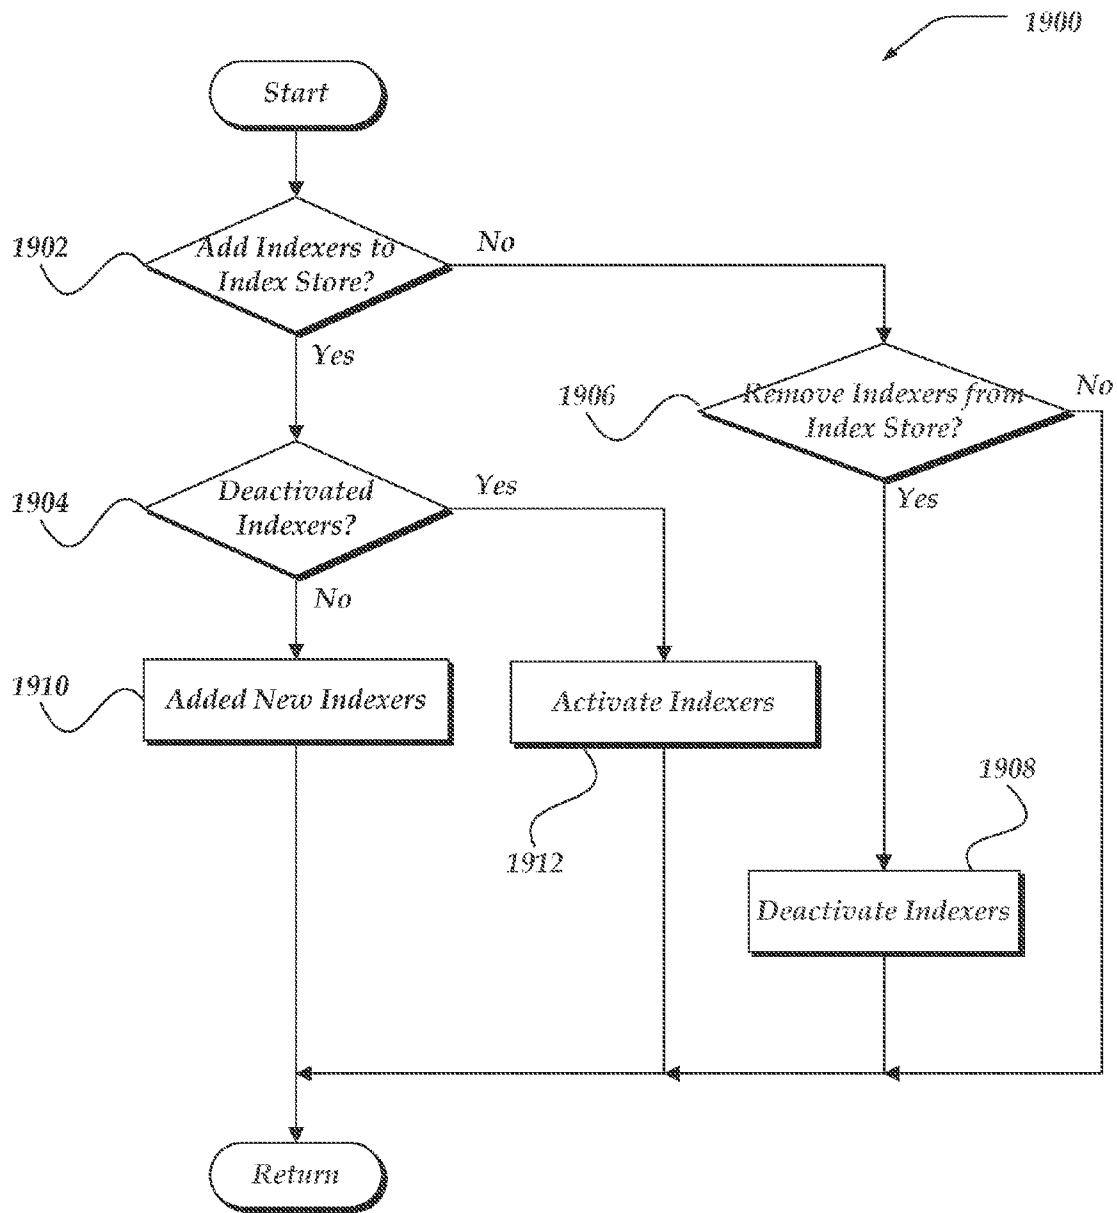 1900
Start
1902
Add Indexers to
Index Store?
No
Yes
1906
Remove Indexers from
Index Store?
No
Yes
1904
Deactivated
Indexers?
Yes
No
1910
Added New Indexers
Activate Indexers
1912
1908
Deactivate Indexers
Return